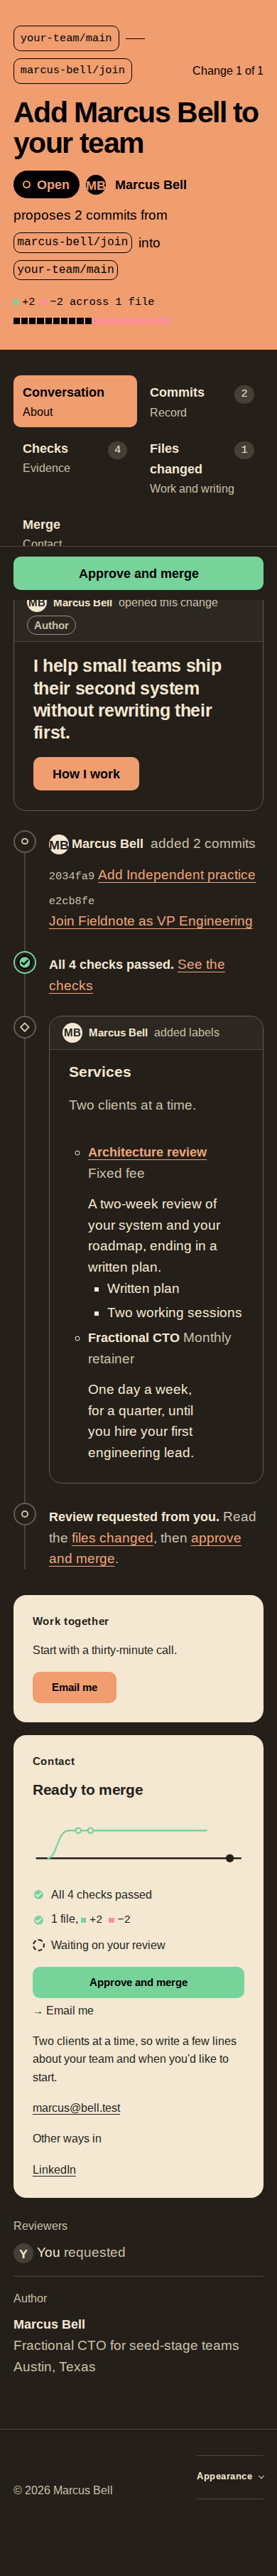 your-team/main
marcus-bell/join
Change 1 of 1
Add Marcus Bell to
your team
Open MB Marcus Bell
proposes 2 commits from
marcus-bell/join into
your-team/main
+2 −2 across 1 file
Conversation
About
Commits 2
Record
Checks 4
Evidence
Files
changed 1
Work and writing
Merge
Contact
Approve and merge
MB Marcus Bell opened this change
Author
I help small teams ship
their second system
without rewriting their
first.
How I work
MB Marcus Bell added 2 commits
2034fa9 Add Independent practice
e2cb8fe
Join Fieldnote as VP Engineering
All 4 checks passed. See the
checks
MB Marcus Bell added labels
Services
Two clients at a time.
Architecture review
Fixed fee
A two-week review of
your system and your
roadmap, ending in a
written plan.
Written plan
Two working sessions
Fractional CTO Monthly
retainer
One day a week,
for a quarter, until
you hire your first
engineering lead.
Review requested from you. Read
the files changed, then approve
and merge.
Work together
Start with a thirty-minute call.
Email me
Contact
Ready to merge
All 4 checks passed
1 file, +2 −2
Waiting on your review
Approve and merge
→ Email me
Two clients at a time, so write a few lines
about your team and when you'd like to
start.
marcus@bell.test
Other ways in
LinkedIn
Reviewers
Y You requested
Author
Marcus Bell
Fractional CTO for seed-stage teams
Austin, Texas
Appearance
© 2026 Marcus Bell